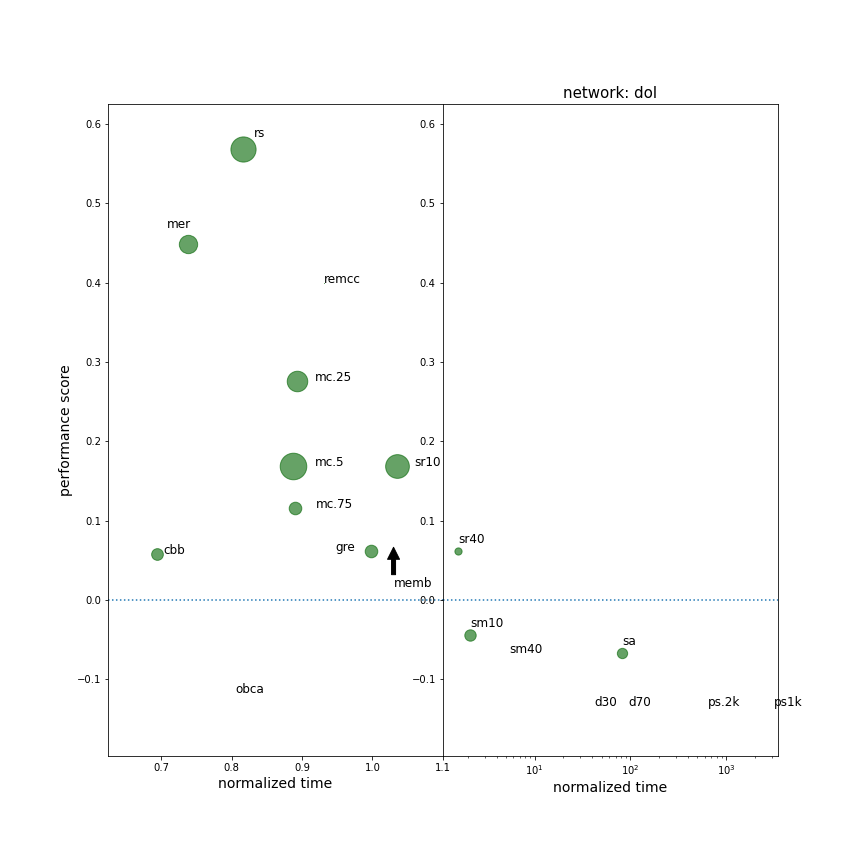 network: dol
0.6
0.6
rs
mer
0.5
0.5
remcc
0.4
0.4
performance score
0.3
0.3
mc.25
0.2
0.2
mc.5
sr10
mc.75
0.1
0.1
sr40
cbb
gre
memb
0.0
0.0
sm10
sm40
sa
−0.1
−0.1
obca
d30
d70
ps.2k
ps1k
0.7
0.8
0.9
1.0
1.1
10¹
10²
10³
normalized time
normalized time